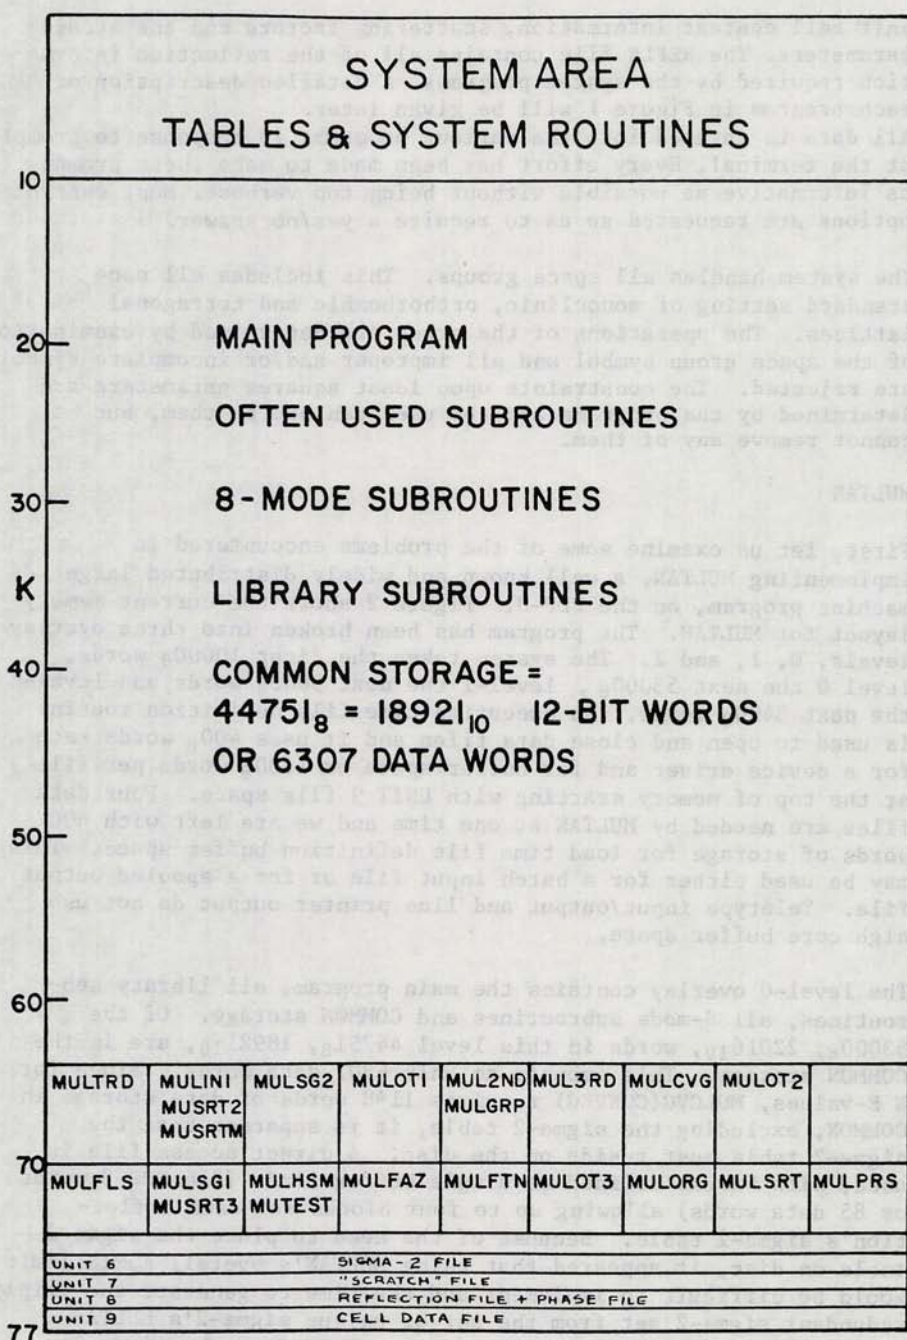 SYSTEM AREA
TABLES & SYSTEM ROUTINES
10
20
MAIN PROGRAM
OFTEN USED SUBROUTINES
30
8-MODE SUBROUTINES
K
LIBRARY SUBROUTINES
40
COMMON STORAGE =
44751₈ = 18921₁₀ 12-BIT WORDS
OR 6307 DATA WORDS
50
60
MULTRD MULINI MULSG2 MULOT1 MUL2ND MUL3RD MULCVG MULOT2
MUSRT2 MULGRP
MUSRTM
70
MULFLS MULSG1 MULHSM MULFAZ MULFTN MULOT3 MULORG MULSRT MULPRS
MUSRT3 MUTEST
UNIT 6 SIGMA-2 FILE
UNIT 7 "SCRATCH" FILE
UNIT 8 REFLECTION FILE + PHASE FILE
UNIT 9 CELL DATA FILE
77